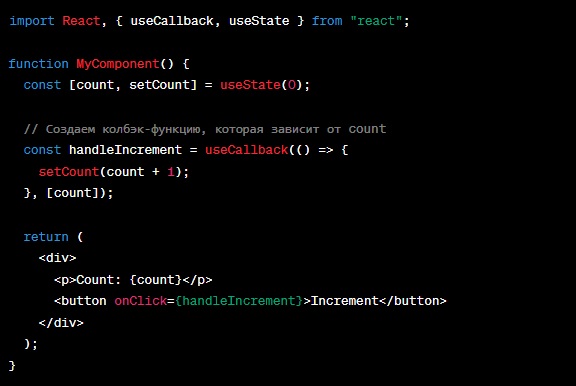 import React, { useCallback, useState } from "react";
function MyComponent() {
const [count, setCount] = useState(0);
// Создаем колбэк-функцию, которая зависит от count
const handleIncrement = useCallback(() => {
setCount(count + 1);
}, [count]);
return (
<div>
<p>Count: {count}</p>
<button onClick={handleIncrement}>Increment</button>
</div>
);
}